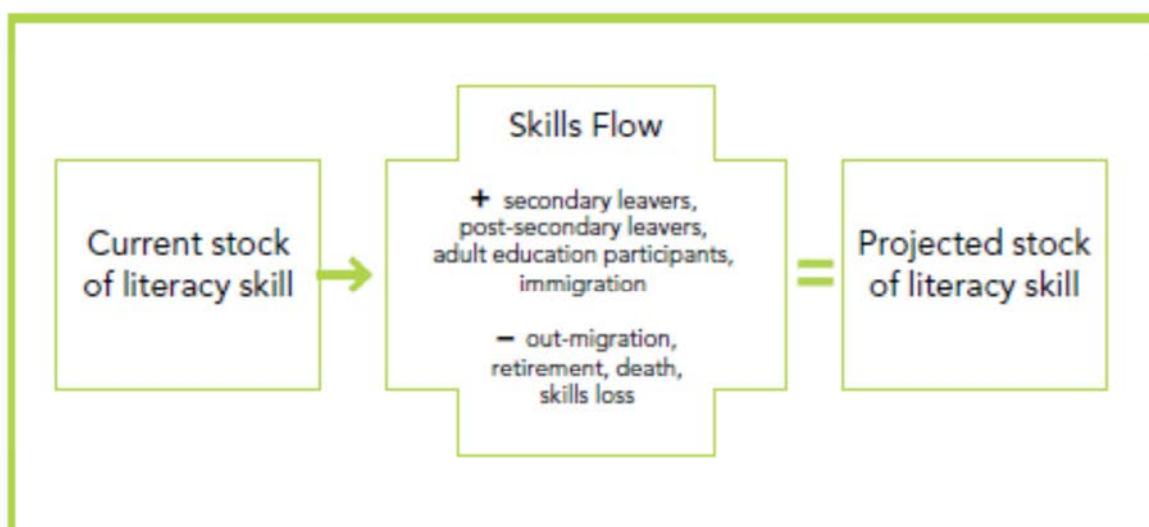 Current stock
of literacy skill
→
Skills Flow
+ secondary leavers,
post-secondary leavers,
adult education participants,
immigration
– out-migration,
retirement, death,
skills loss
=
Projected stock
of literacy skill